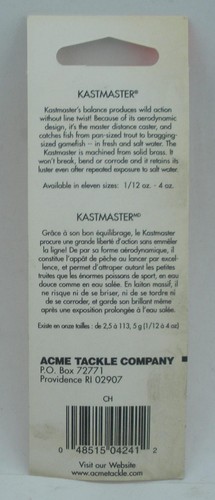 KASTMASTER®
Kastmaster's balance produces wild action
without line twist! Because of its aerodynamic
design, it's the master distance caster, and
catches fish from pan-sized trout to bragging-
sized gamefish -- in fresh and salt water. The
Kastmaster is machined from solid brass. It
won't break, bend or corrode and it retains its
luster even after repeated exposure to salt water.
Available in eleven sizes: 1/12 oz. - 4 oz.
KASTMASTERMD
Grâce à son bon équilibrage, le Kastmaster
procure une grande liberté d'action sans emmêler
la ligne! De par sa forme aérodynamique, il
constitue l'appât de pêche au lancer par excel-
lence, et permet d'attraper autant les petites
truites que les énormes poissons de sport, en eau
douce comme en eau salée. En laiton massif, il
ne risque ni de se briser, ni de se tordre ni
de se corroder, et garde son brillant même
après une exposition prolongée à l'eau salée.
Existe en onze tailles : de 2,5 à 113, 5 g (1/12 à 4 oz)
ACME TACKLE COMPANY
P.O. Box 72771
Providence RI 02907
CH
0 48515 04241 2
Visit our Website
www.acmetackle.com